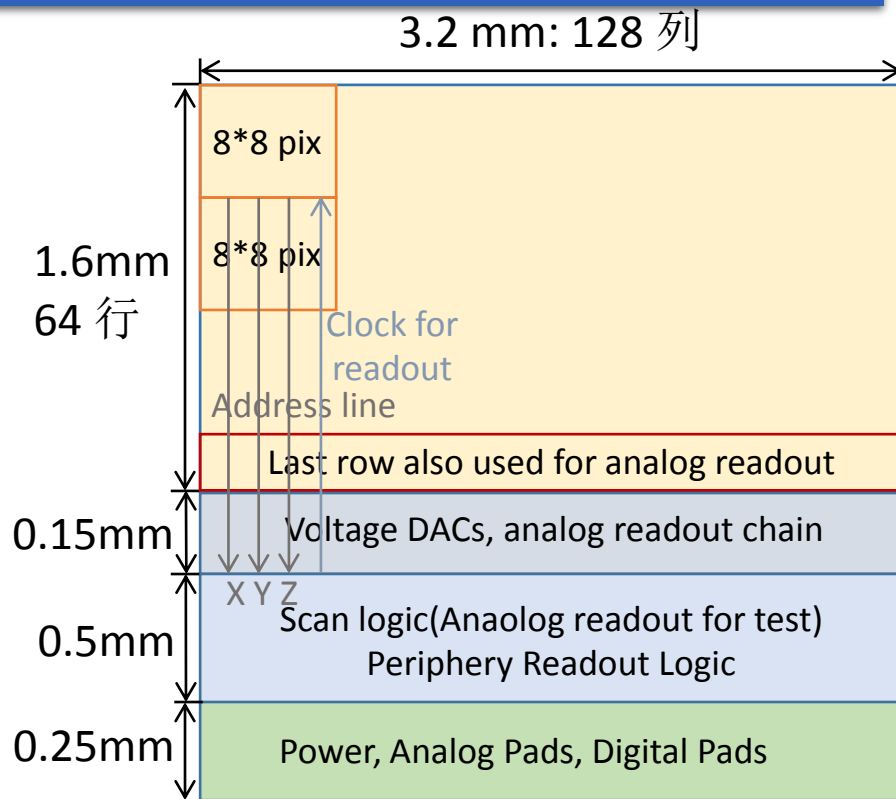 3.2 mm: 128 列
8*8 pix
8*8 pix
1.6mm
64 行
Clock for
readout
Address line
Last row also used for analog readout
0.15mm
Voltage DACs, analog readout chain
X Y Z
Scan logic(Anaolog readout for test)
0.5mm
Periphery Readout Logic
0.25mm
Power, Analog Pads, Digital Pads